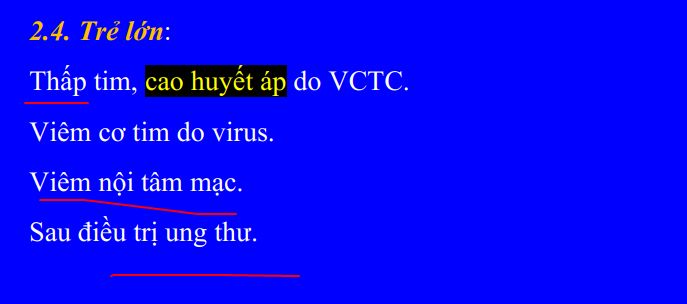 2.4. Trẻ lớn:
Thấp tim, cao huyết áp do VCTC.
Viêm cơ tim do virus.
Viêm nội tâm mạc.
Sau điều trị ung thư.